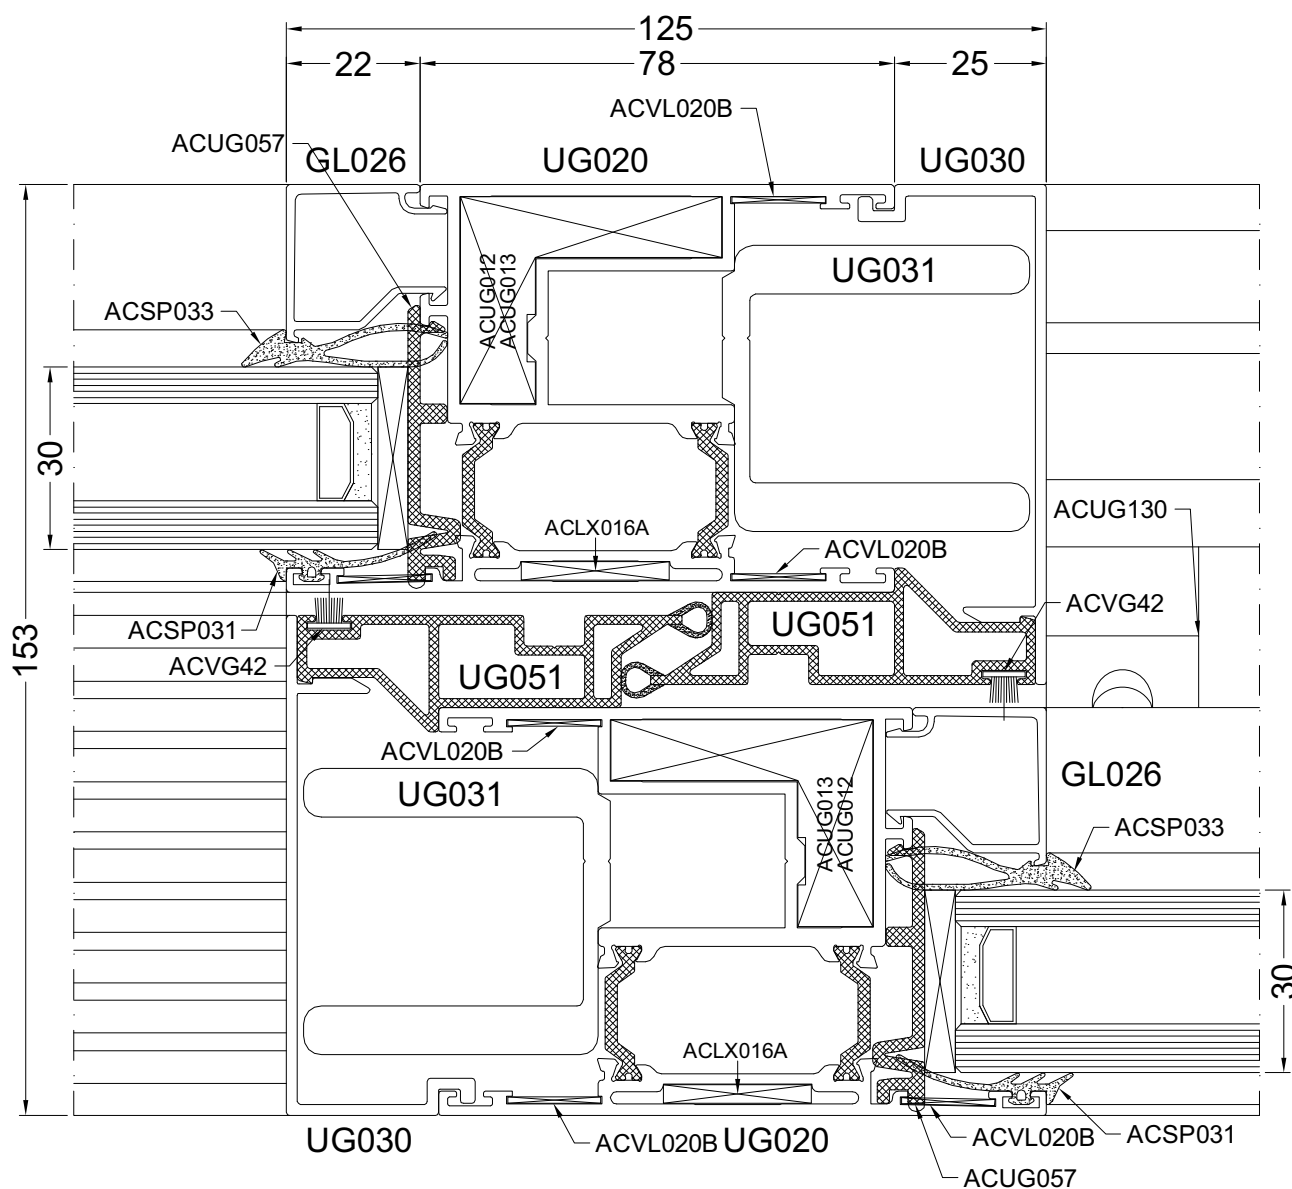 125
22
78
25
ACVL020B
ACUG057
GL026
UG020
UG030
ACUG012
ACUG013
UG031
ACSP033
30
ACUG130
ACLX016A
ACVL020B
ACVG42
ACSP031
UG051
153
ACVG42
UG051
ACVL020B
GL026
UG031
ACUG013
ACUG012
ACSP033
30
ACLX016A
UG030
ACVL020B
UG020
ACVL020B
ACSP031
ACUG057